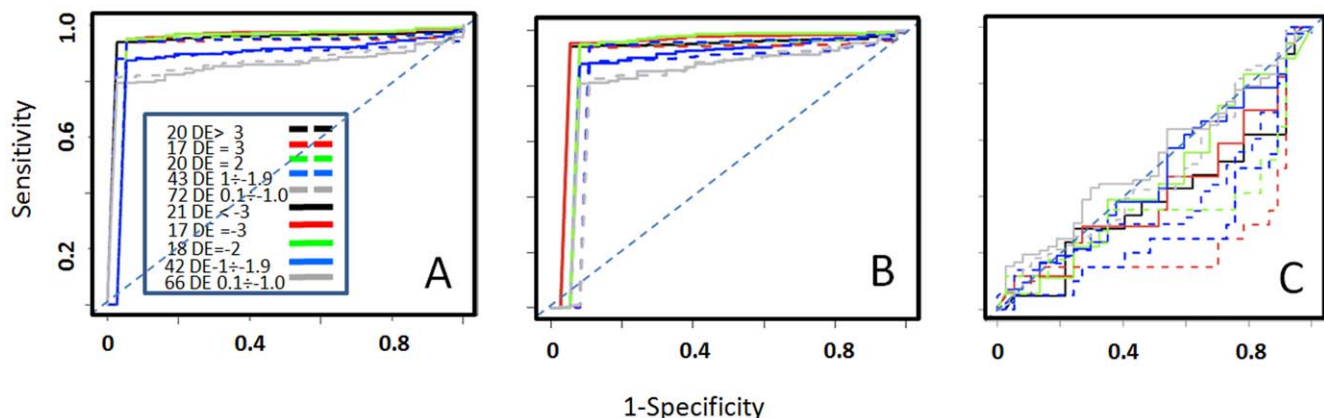 1.0
0.6
0.2
Sensitivity
20 DE> 3
17 DE = 3
20 DE = 2
43 DE 1÷-1.9
72 DE 0.1÷-1.0
21 DE < -3
17 DE =-3
18 DE=-2
42 DE-1÷-1.9
66 DE 0.1÷-1.0
A
B
C
0 0.4 0.8
0 0.4 0.8
0 0.4 0.8
1-Specificity